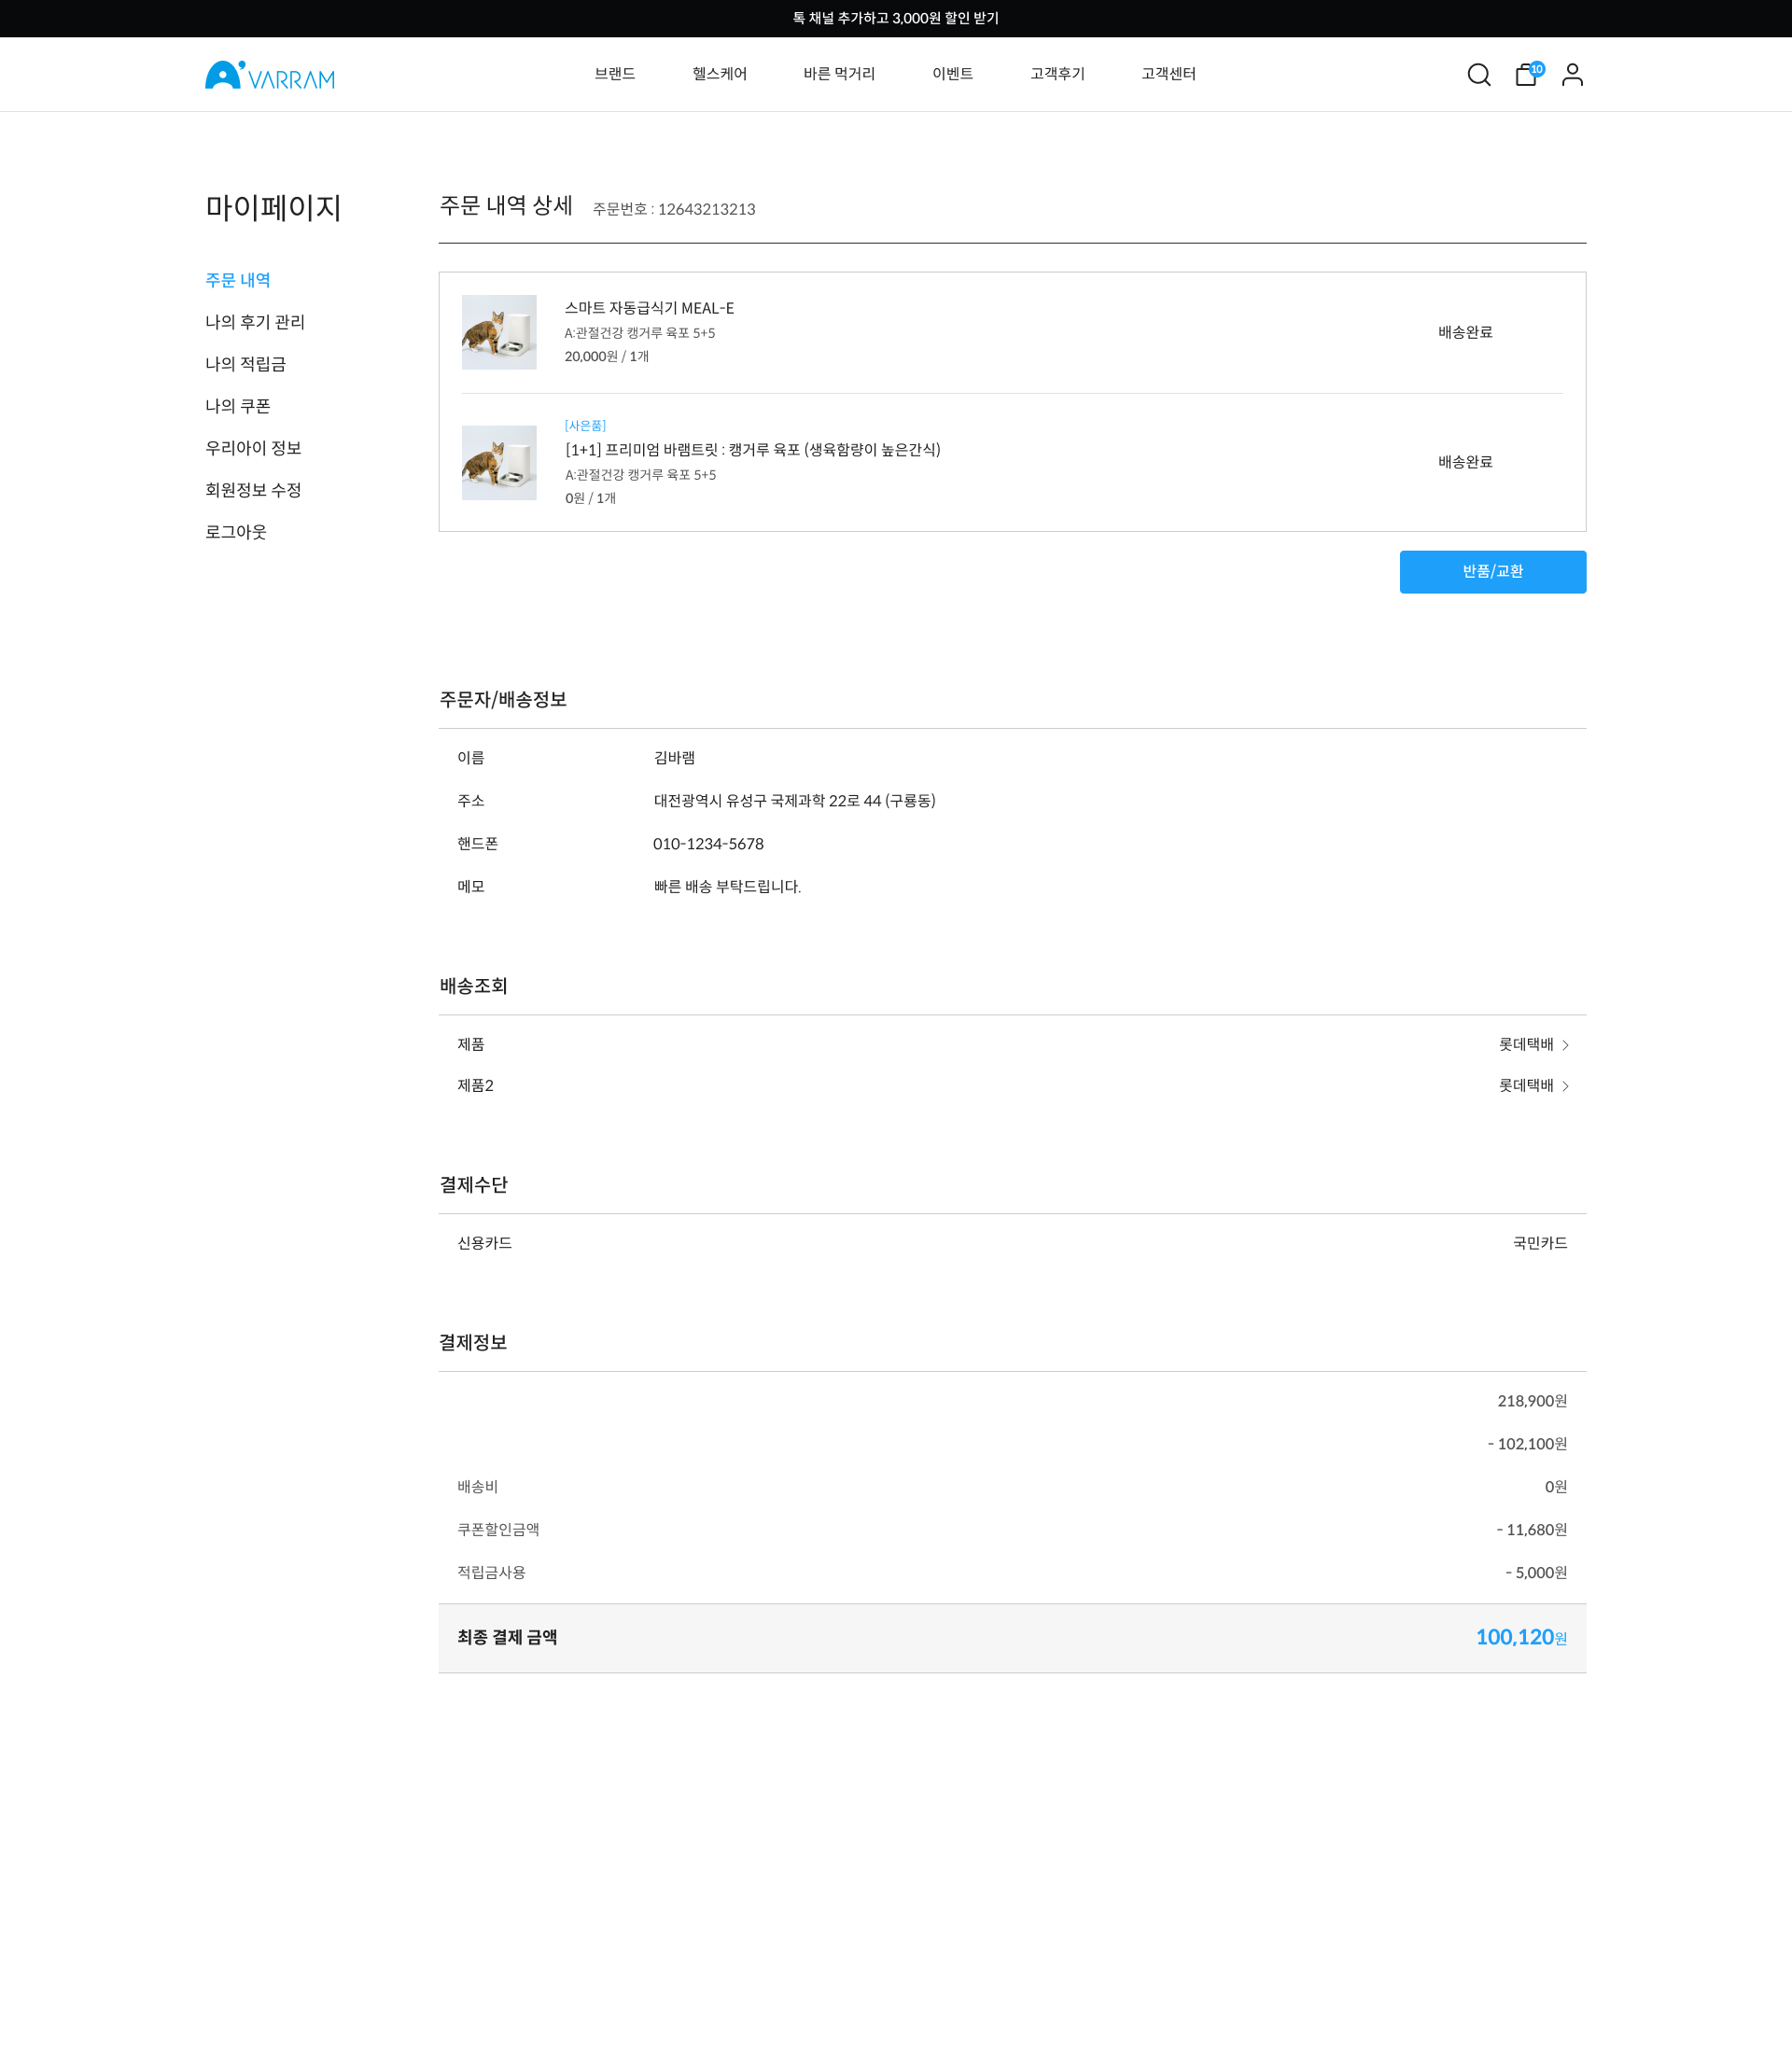 톡 채널 추가하고 3,000원 할인 받기
VARRAM
브랜드 헬스케어 바른 먹거리 이벤트 고객후기 고객센터
10
마이페이지
주문 내역
나의 후기 관리
나의 적립금
나의 쿠폰
우리아이 정보
회원정보 수정
로그아웃
주문 내역 상세 주문번호 : 12643213213
스마트 자동급식기 MEAL-E
A:관절건강 캥거루 육포 5+5
20,000원 / 1개
배송완료
[사은품]
[1+1] 프리미엄 바램트릿 : 캥거루 육포 (생육함량이 높은간식)
A:관절건강 캥거루 육포 5+5
0원 / 1개
배송완료
반품/교환
주문자/배송정보
이름 김바램
주소 대전광역시 유성구 국제과학 22로 44 (구룡동)
핸드폰 010-1234-5678
메모 빠른 배송 부탁드립니다.
배송조회
제품 롯데택배
제품2 롯데택배
결제수단
신용카드 국민카드
결제정보
218,900원
- 102,100원
배송비 0원
쿠폰할인금액 - 11,680원
적립금사용 - 5,000원
최종 결제 금액 100,120원